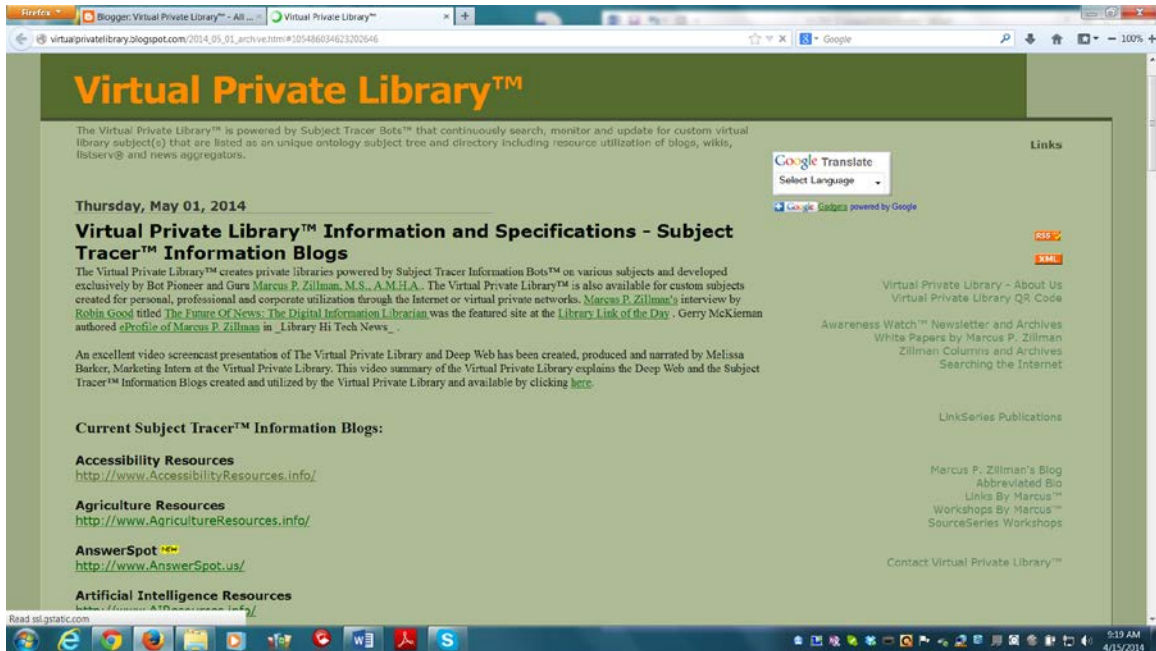 Firefox
Blogger: Virtual Private Library™ - All ...
Virtual Private Library™
virtualprivatelibrary.blogspot.com/2014_05_01_archive.html#105486034623202646
Google
100%
Virtual Private Library™
The Virtual Private Library™ is powered by Subject Tracer Bots™ that continuously search, monitor and update for custom virtual
library subject(s) that are listed as an unique ontology subject tree and directory including resource utilization of blogs, wikis,
listserv® and news aggregators.
Thursday, May 01, 2014
Virtual Private Library™ Information and Specifications - Subject
Tracer™ Information Blogs
The Virtual Private Library™ creates private libraries powered by Subject Tracer Information Bots™ on various subjects and developed
exclusively by Bot Pioneer and Guru Marcus P. Zillman, M.S., A.M.H.A.. The Virtual Private Library™ is also available for custom subjects
created for personal, professional and corporate utilization through the Internet or virtual private networks. Marcus P. Zillman's interview by
Robin Good titled The Future Of News: The Digital Information Librarian was the featured site at the Library Link of the Day . Gerry McKiernan
authored eProfile of Marcus P. Zillman in _Library Hi Tech News_ .
An excellent video screencast presentation of The Virtual Private Library and Deep Web has been created, produced and narrated by Melissa
Barker, Marketing Intern at the Virtual Private Library. This video summary of the Virtual Private Library explains the Deep Web and the Subject
Tracer™ Information Blogs created and utilized by the Virtual Private Library and available by clicking here.
Current Subject Tracer™ Information Blogs:
Accessibility Resources
http://www.AccessibilityResources.info/
Agriculture Resources
http://www.AgricultureResources.info/
AnswerSpot NEW
http://www.AnswerSpot.us/
Artificial Intelligence Resources
http://www.AIResources.info/
Google Translate
Select Language
Google Gadgets powered by Google
Links
RSS
XML
Virtual Private Library - About Us
Virtual Private Library QR Code
Awareness Watch™ Newsletter and Archives
White Papers by Marcus P. Zillman
Zillman Columns and Archives
Searching the Internet
LinkSeries Publications
Marcus P. Zillman's Blog
Abbreviated Bio
Links By Marcus™
Workshops By Marcus™
SourceSeries Workshops
Contact Virtual Private Library™
Read ssl.gstatic.com
9:19 AM
4/15/2014